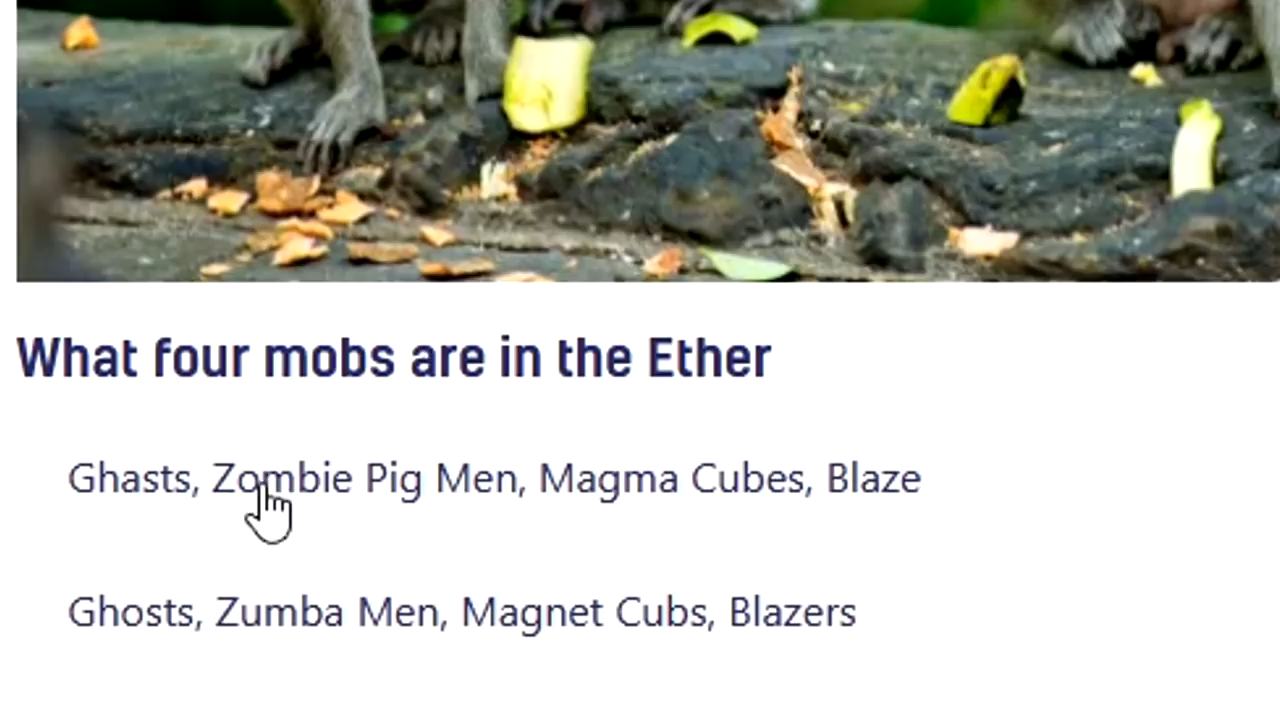 What four mobs are in the Ether
Ghasts, Zombie Pig Men, Magma Cubes, Blaze
Ghosts, Zumba Men, Magnet Cubs, Blazers